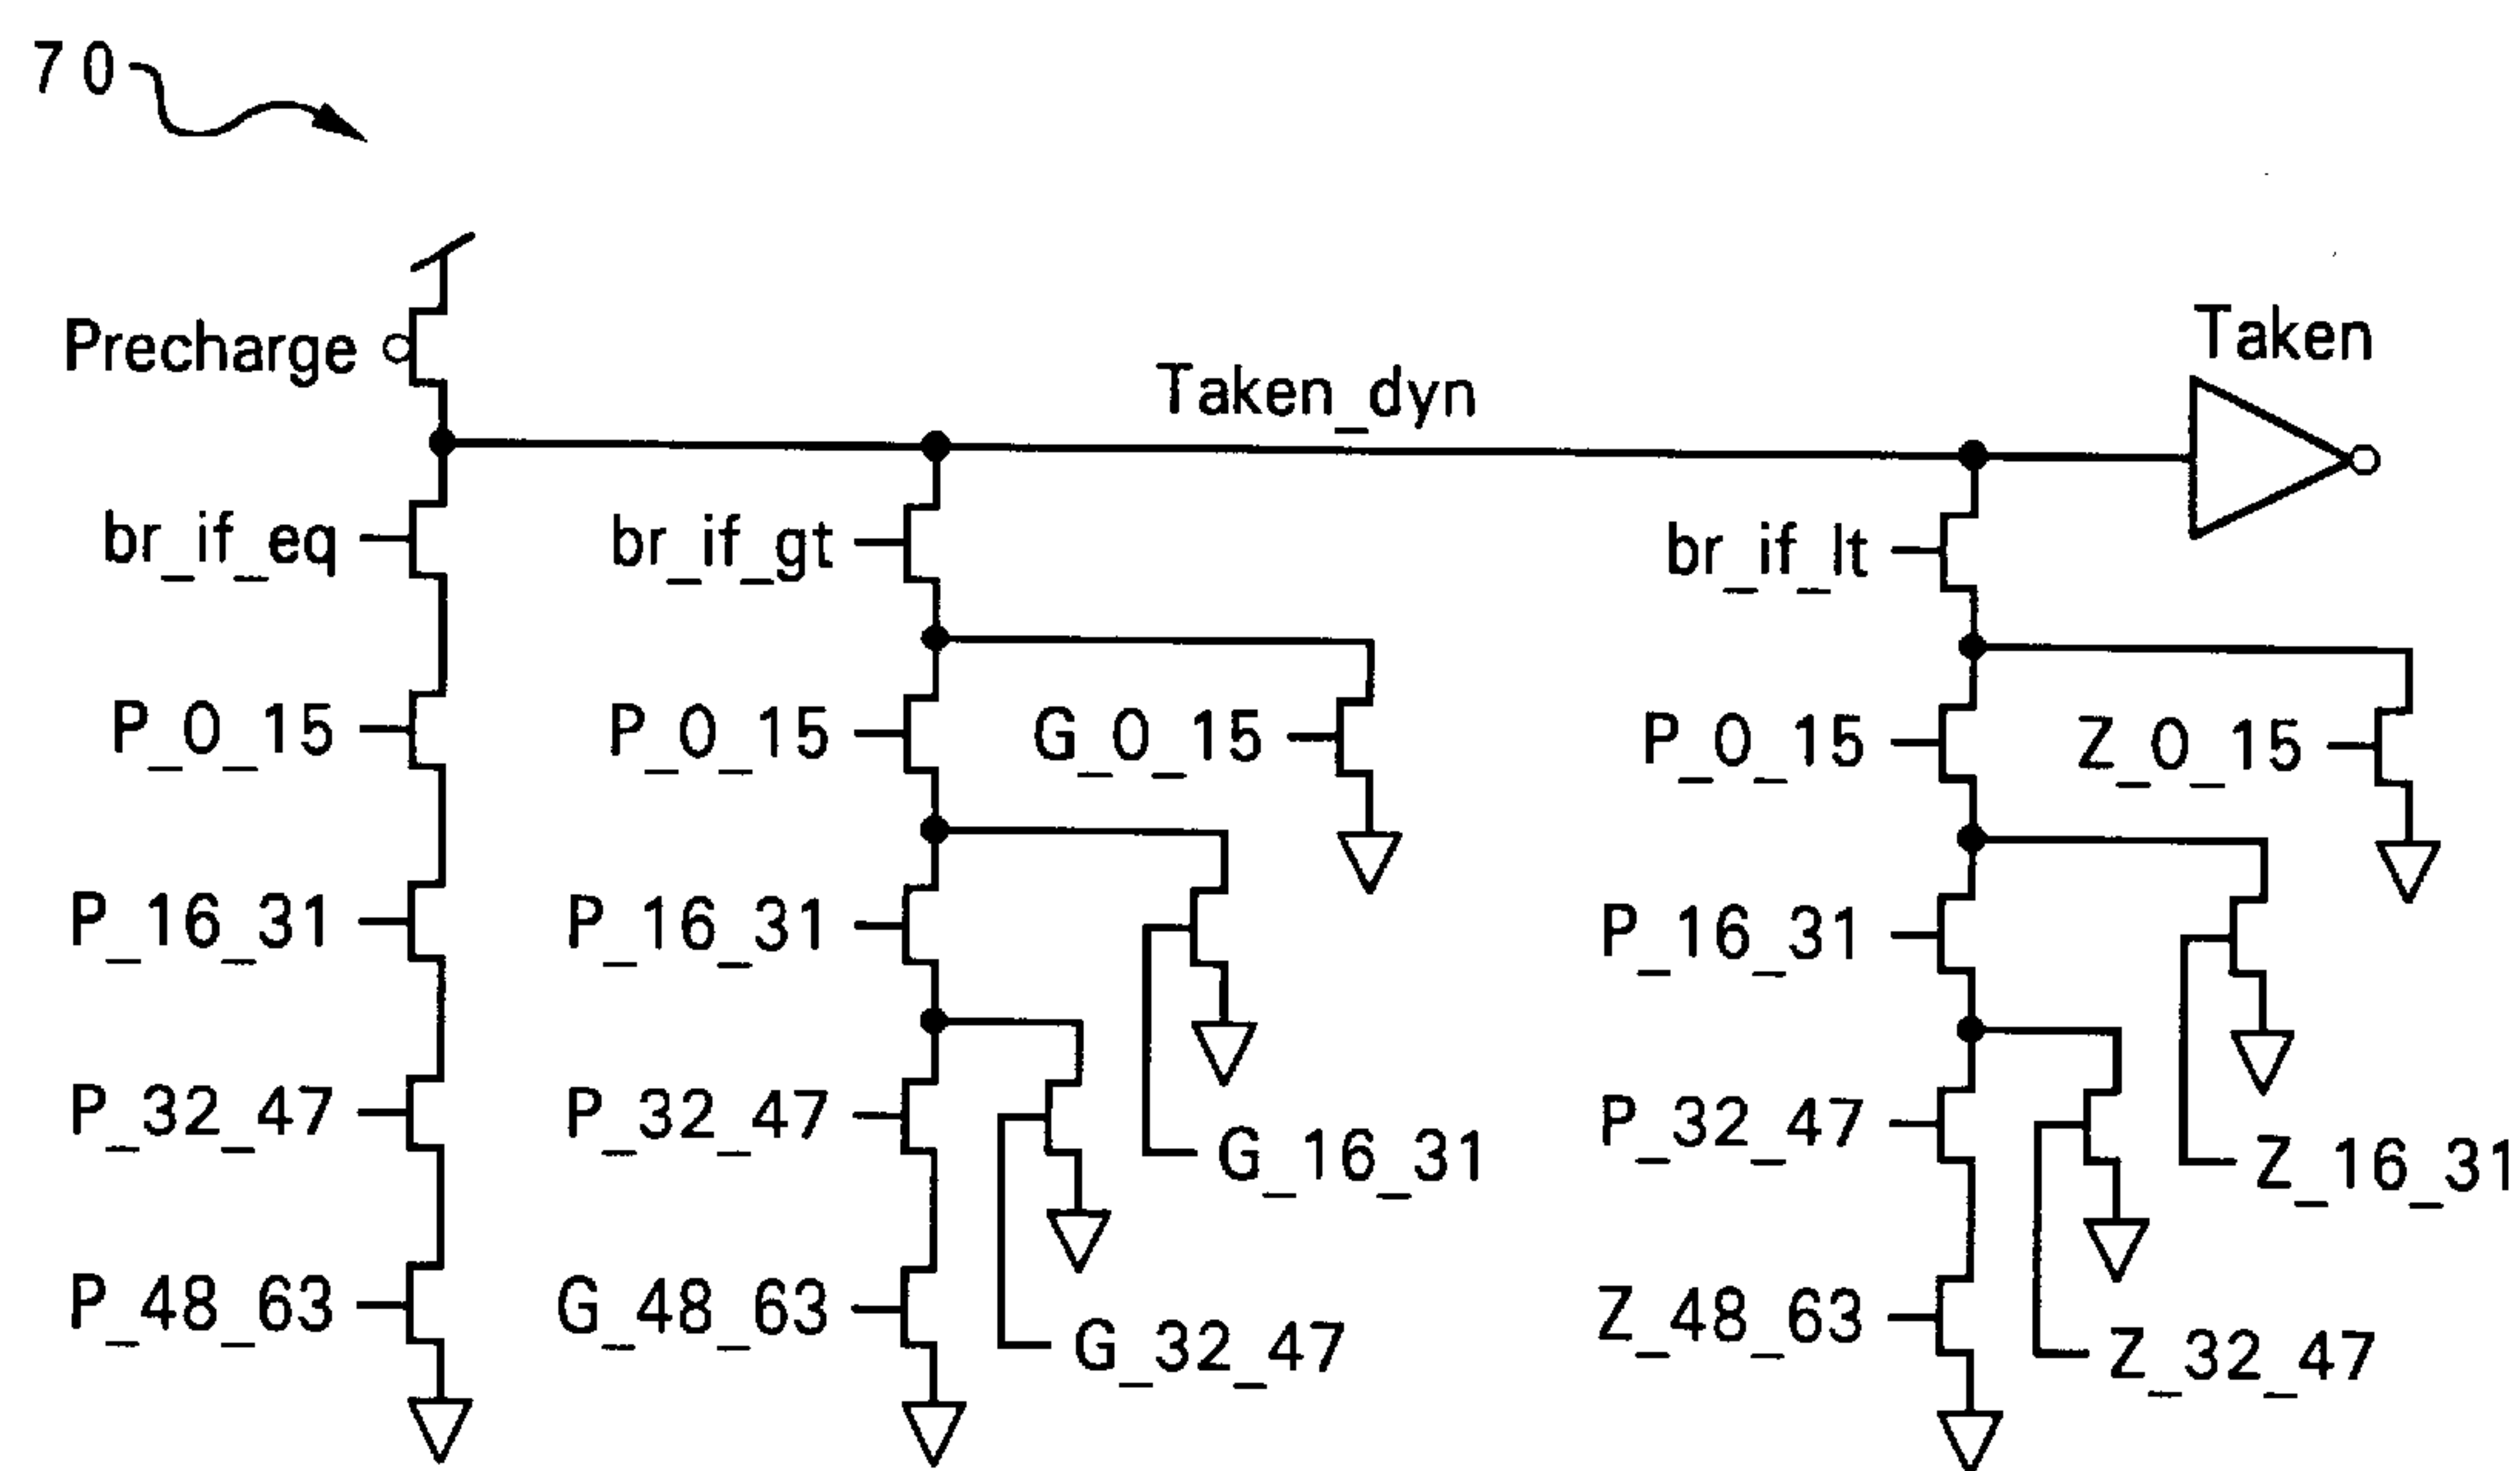 70
Precharge
Taken_dyn
Taken
br_if_eq
br_if_gt
br_if_lt
P_0_15
P_0_15
G_0_15
P_0_15
Z_0_15
P_16_31
P_16_31
P_16_31
P_32_47
P_32_47
G_16_31
P_32_47
Z_16_31
P_48_63
G_48_63
G_32_47
Z_48_63
Z_32_47